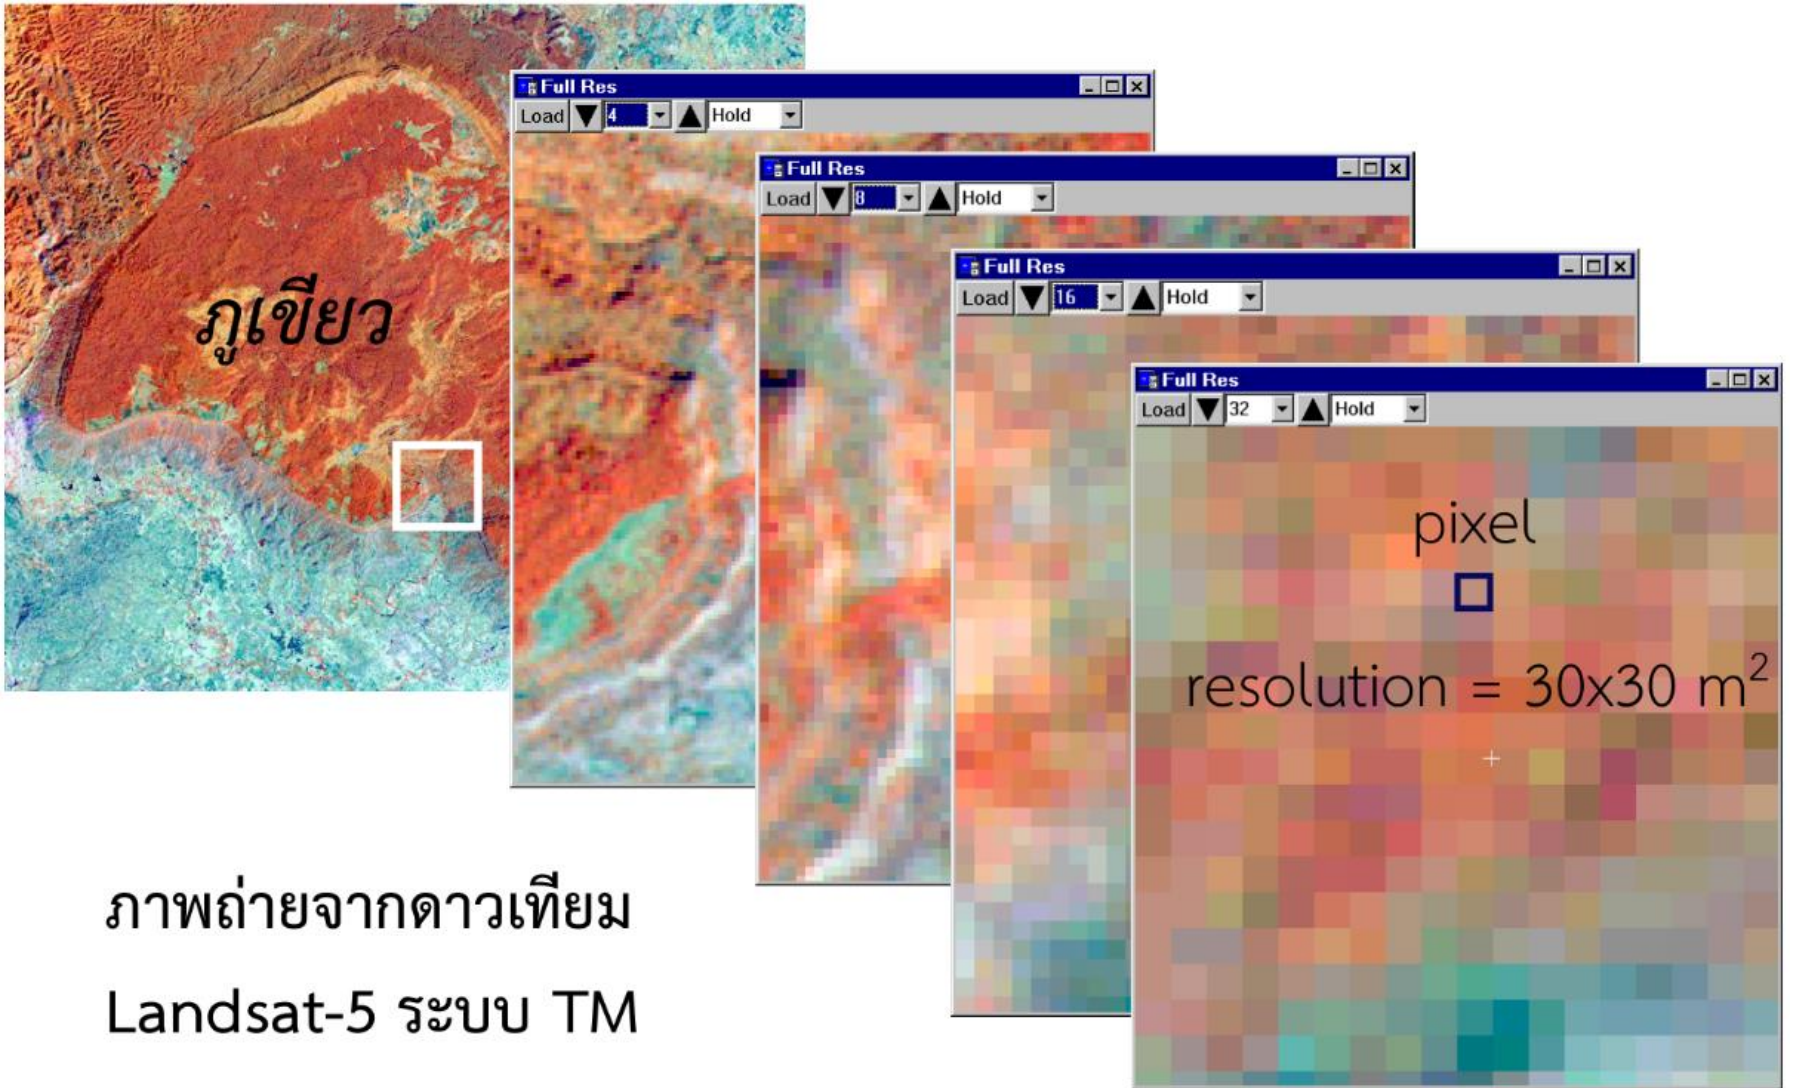 ภูเขียว
Full Res
Load 4 Hold
Full Res
Load 8 Hold
Full Res
Load 16 Hold
Full Res
Load 32 Hold
pixel
resolution = 30x30 m²
ภาพถ่ายจากดาวเทียม
Landsat-5 ระบบ TM